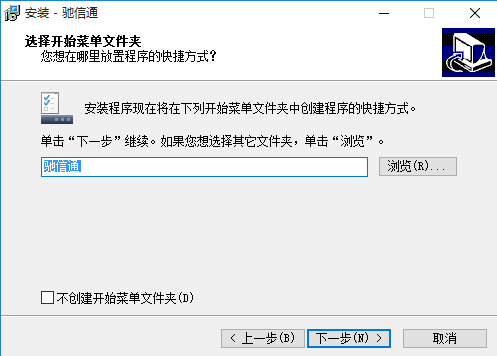 安装 - 驰信通
选择开始菜单文件夹
您想在哪里放置程序的快捷方式？
安装程序现在将在下列开始菜单文件夹中创建程序的快捷方式。
单击“下一步”继续。如果您想选择其它文件夹，单击“浏览”。
驰信通
浏览(R)...
不创建开始菜单文件夹(D)
< 上一步(B)
下一步(N) >
取消